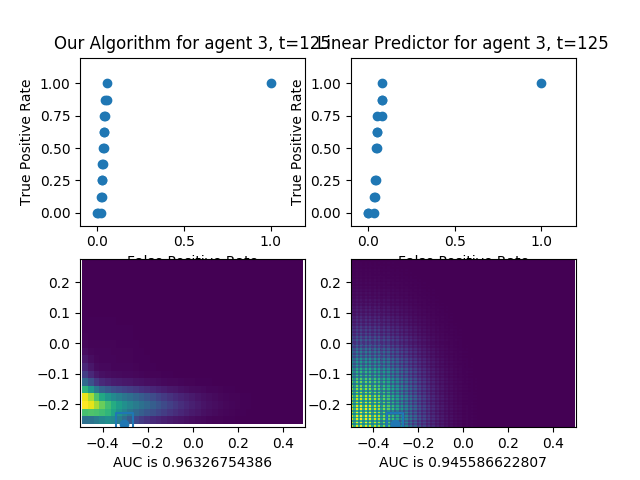 Our Algorithm for agent 3, t=125
Linear Predictor for agent 3, t=125
True Positive Rate
1.00
0.75
0.50
0.25
0.00
0.0 0.5 1.0
False Positive Rate
True Positive Rate
1.00
0.75
0.50
0.25
0.00
0.0 0.5 1.0
False Positive Rate
0.2
0.1
0.0
−0.1
−0.2
−0.4 −0.2 0.0 0.2 0.4
AUC is 0.96326754386
0.2
0.1
0.0
−0.1
−0.2
−0.4 −0.2 0.0 0.2 0.4
AUC is 0.945586622807